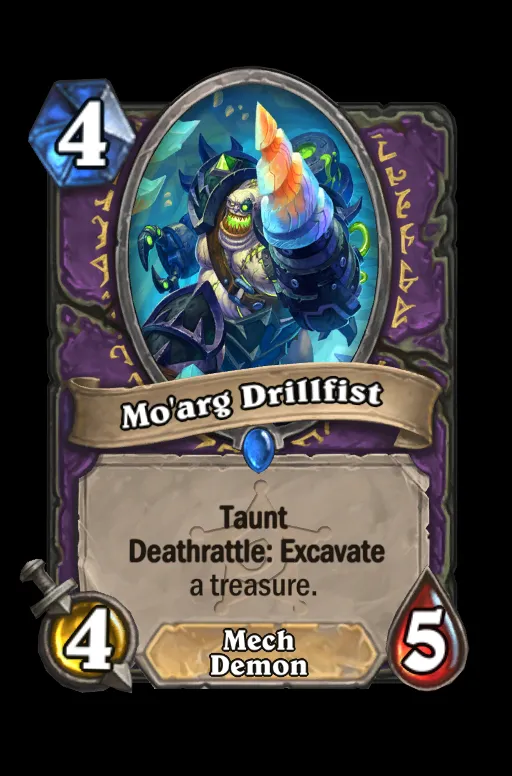 4
Mo'arg Drillfist
Taunt
Deathrattle: Excavate
a treasure.
4
Mech
Demon
5